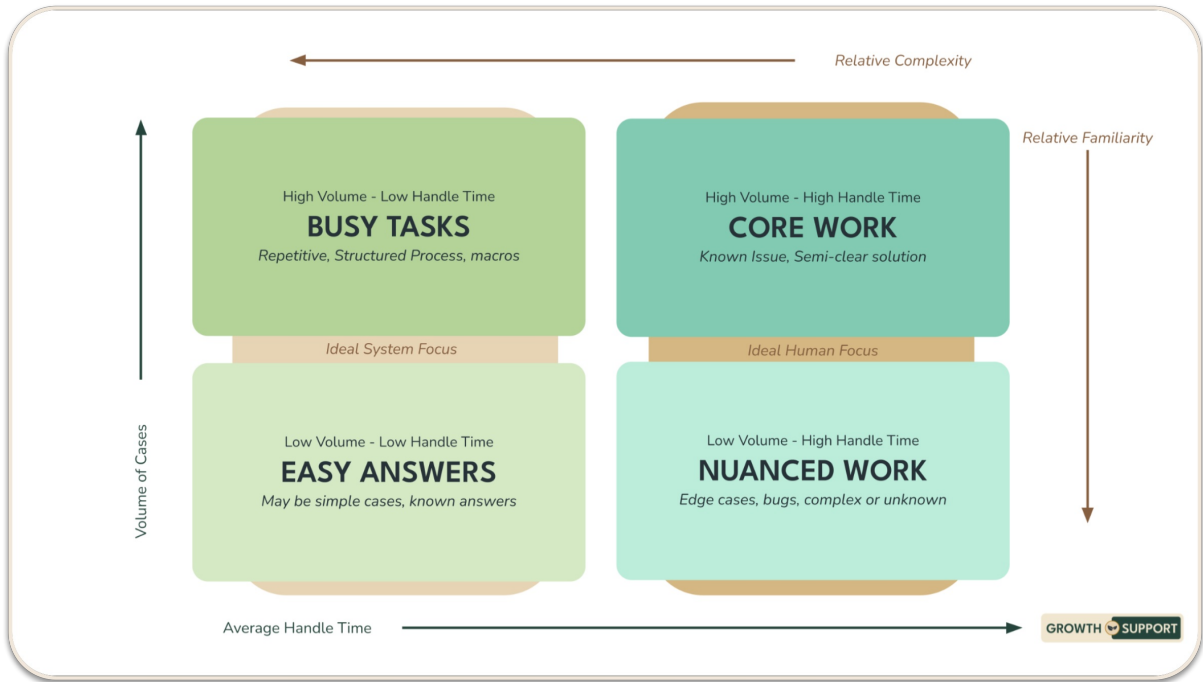 Relative Complexity
Relative Familiarity
High Volume - Low Handle Time
BUSY TASKS
Repetitive, Structured Process, macros
High Volume - High Handle Time
CORE WORK
Known Issue, Semi-clear solution
Ideal System Focus
Ideal Human Focus
Volume of Cases
Low Volume - Low Handle Time
EASY ANSWERS
May be simple cases, known answers
Low Volume - High Handle Time
NUANCED WORK
Edge cases, bugs, complex or unknown
Average Handle Time
GROWTH SUPPORT